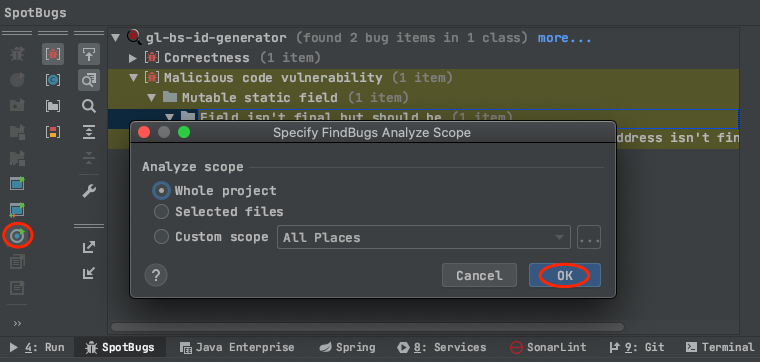 SpotBugs
gl-bs-id-generator (found 2 bug items in 1 class) more...
Correctness (1 item)
Malicious code vulnerability (1 item)
Mutable static field (1 item)
Field isn't final but should be (1 item)
ddress isn't fin
Specify FindBugs Analyze Scope
Analyze scope
Whole project
Selected files
Custom scope All Places ...
? Cancel OK
»
4: Run SpotBugs Java Enterprise Spring 8: Services SonarLint 9: Git Terminal